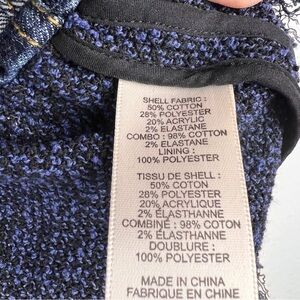 SHELL FABRIC :
50% COTTON
28% POLYESTER
20% ACRYLIC
2% ELASTANE
COMBO : 98% COTTON
2% ELASTANE
LINING :
100% POLYESTER
TISSU DE SHELL :
50% COTON
28% POLYESTER
20% ACRYLIQUE
2% ÉLASTHANNE
COMBINÉ : 98% COTON
2% ÉLASTHANNE
DOUBLURE :
100% POLYESTER
MADE IN CHINA
FABRIQUE EN CHINE